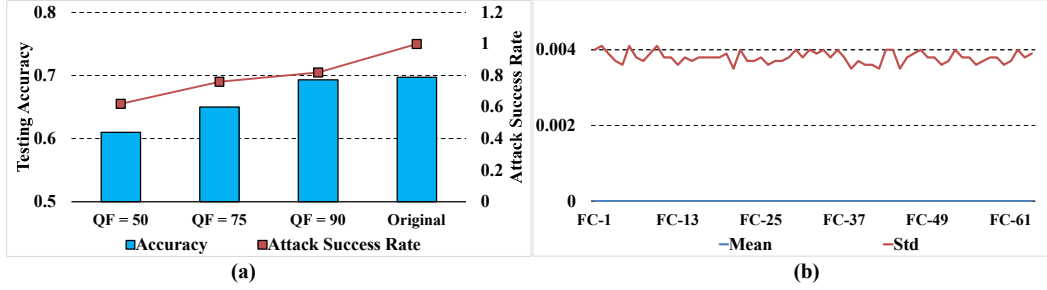 Testing Accuracy
0.8
0.7
0.6
0.5
1.2
1
0.8
0.6
0.4
0.2
0
Attack Success Rate
QF = 50 QF = 75 QF = 90 Original
Accuracy Attack Success Rate
(a)
0.004
0.002
0
FC-1 FC-13 FC-25 FC-37 FC-49 FC-61
Mean Std
(b)